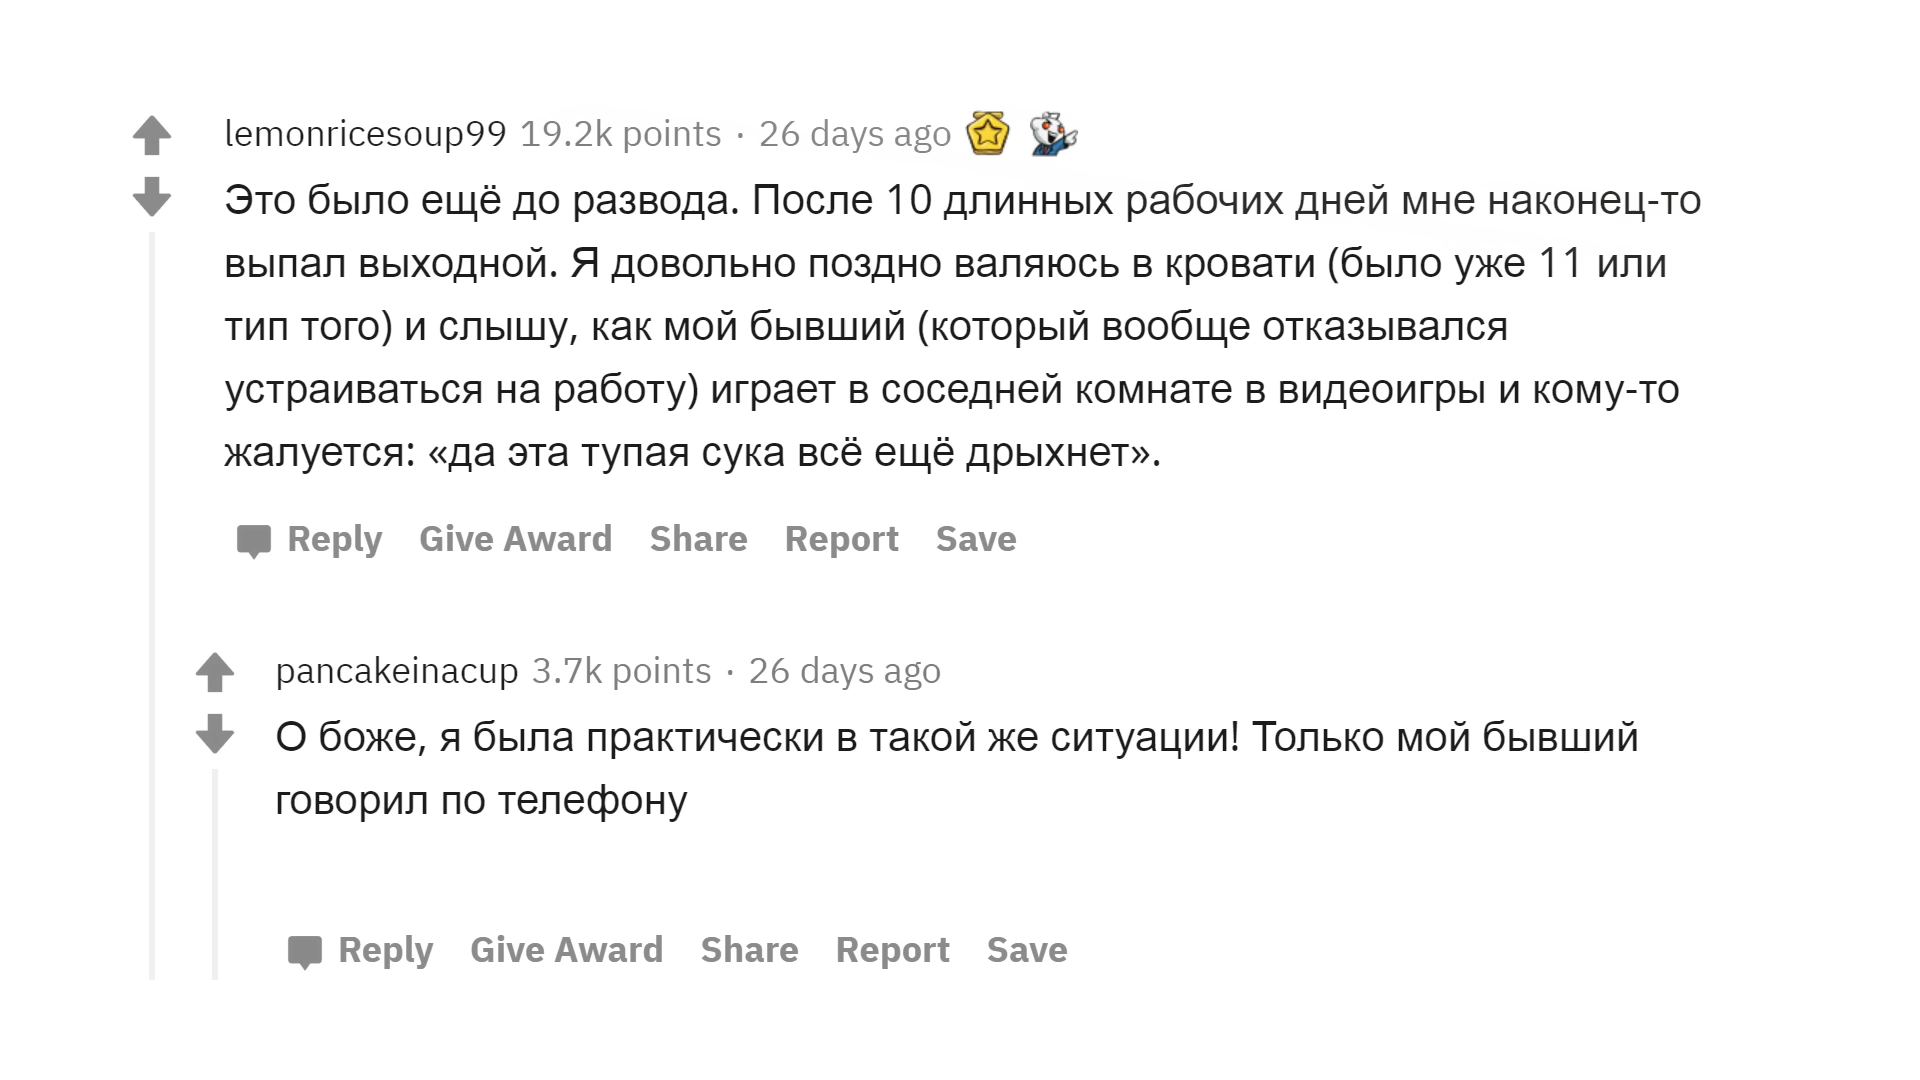 lemonricesoup99 19.2k points · 26 days ago
Это было ещё до развода. После 10 длинных рабочих дней мне наконец-то
выпал выходной. Я довольно поздно валяюсь в кровати (было уже 11 или
тип того) и слышу, как мой бывший (который вообще отказывался
устраиваться на работу) играет в соседней комнате в видеоигры и кому-то
жалуется: «да эта тупая сука всё ещё дрыхнет».
Reply Give Award Share Report Save
pancakeinacup 3.7k points · 26 days ago
О боже, я была практически в такой же ситуации! Только мой бывший
говорил по телефону
Reply Give Award Share Report Save